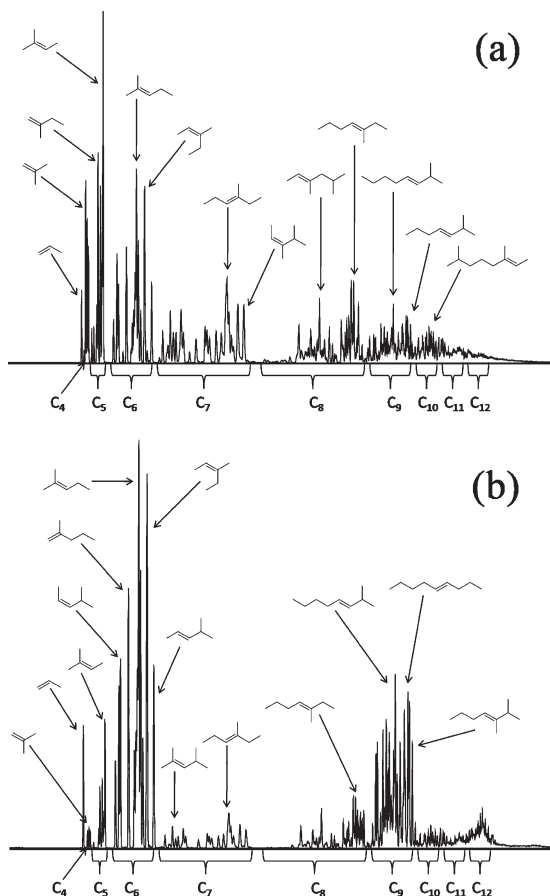 (a)
C₄ C₅ C₆ C₇ C₈ C₉ C₁₀ C₁₁ C₁₂
(b)
C₄ C₅ C₆ C₇ C₈ C₉ C₁₀ C₁₁ C₁₂